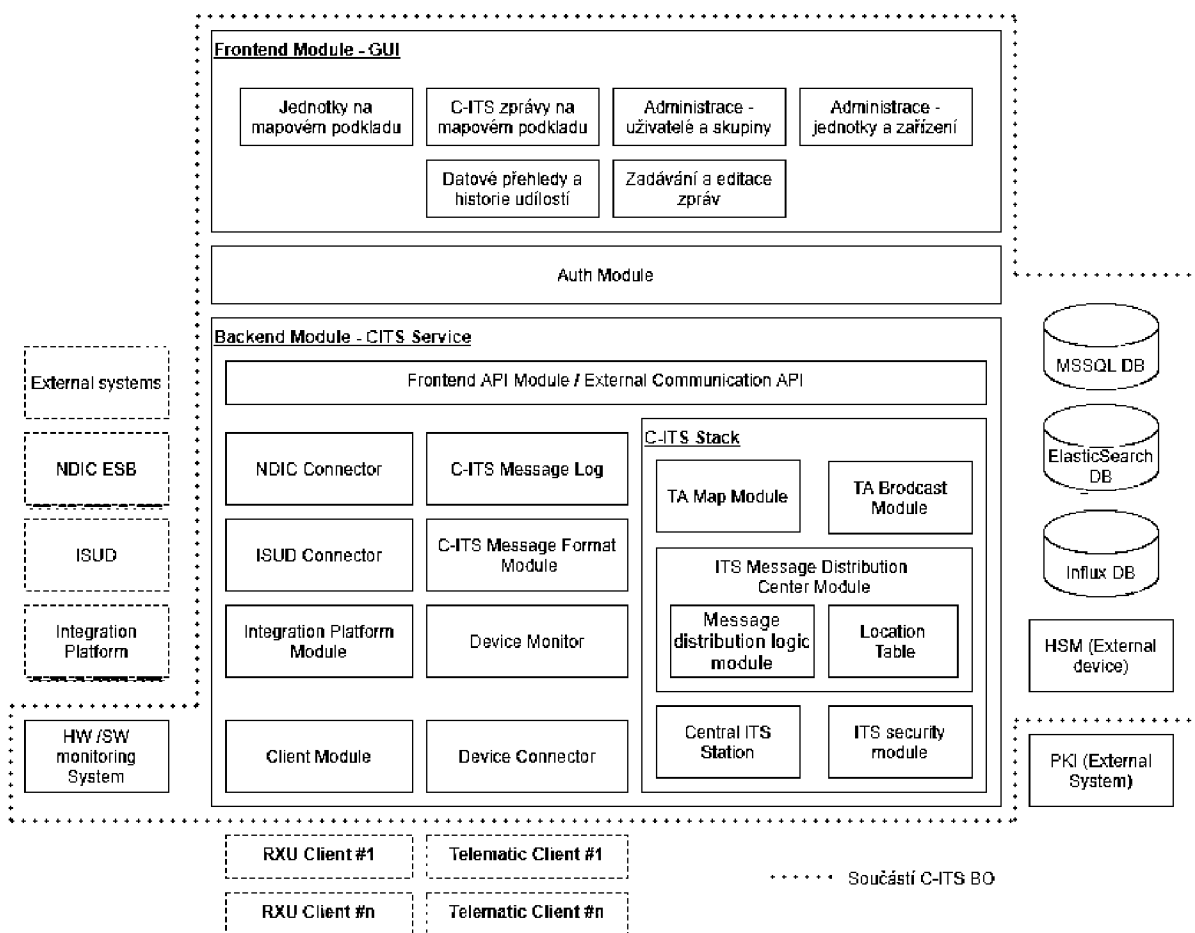 Frontend Module - GUI
Jednotky na
mapovém podkladu
C-ITS zprávy na
mapovém podkladu
Administrace -
uživatelé a skupiny
Administrace -
jednotky a zařízení
Datové přehledy a
historie událostí
Zadávání a editace
zpráv
Auth Module
Backend Module - CITS Service
Frontend API Module / External Communication API
External systems
NDIC ESB
ISUD
Integration
Platform
HW /SW
monitoring
System
NDIC Connector
C-ITS Message Log
ISUD Connector
C-ITS Message Format
Module
Integration Platform
Module
Device Monitor
Client Module
Device Connector
C-ITS Stack
TA Map Module
TA Brodcast
Module
ITS Message Distribution
Center Module
Message
distribution logic
module
Location
Table
Central ITS
Station
ITS security
module
MSSQL DB
ElasticSearch
DB
Influx DB
HSM (External
device)
PKI (External
System)
RXU Client #1
Telematic Client #1
RXU Client #n
Telematic Client #n
Součástí C-ITS BO